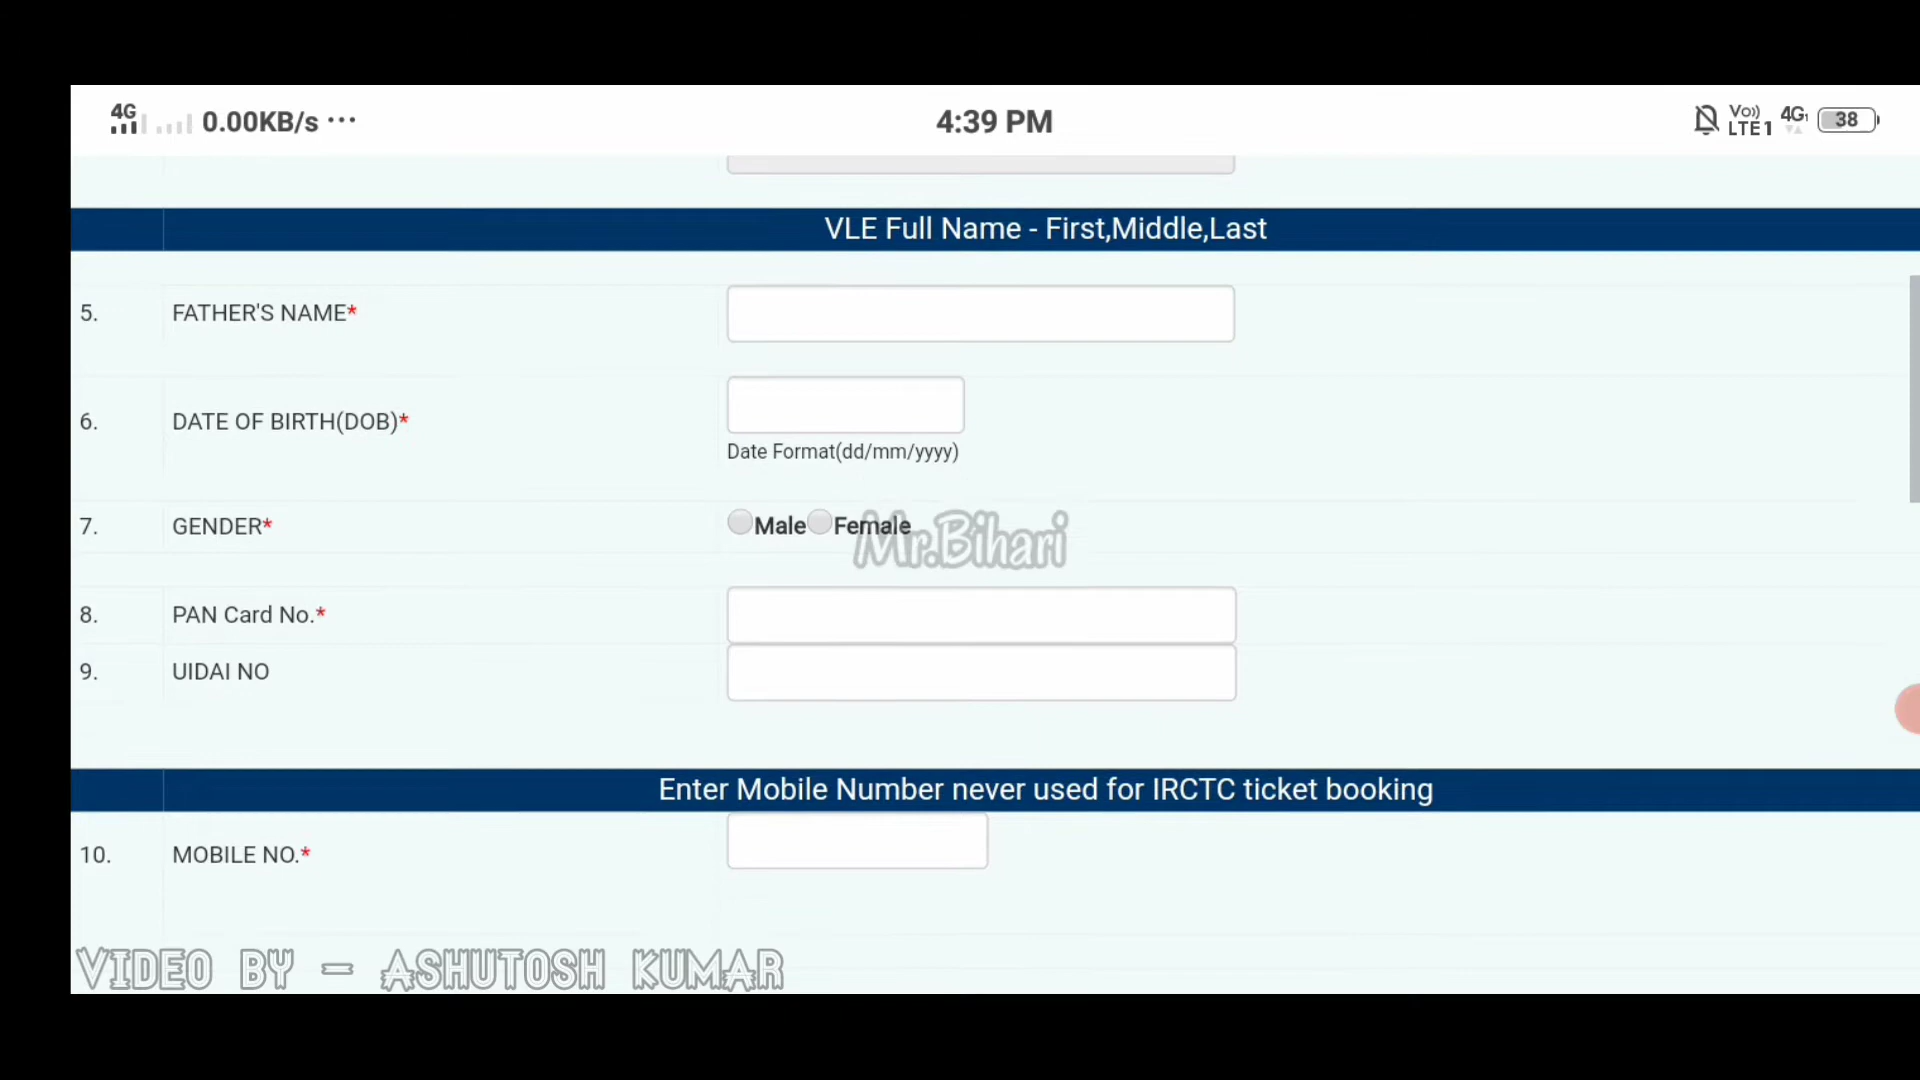 4G 0.00KB/s ... 4:39 PM Vo)) LTE1 4G 38
VLE Full Name - First,Middle,Last
5. FATHER'S NAME*
6. DATE OF BIRTH(DOB)*
Date Format(dd/mm/yyyy)
7. GENDER* Male Female
Mr.Bihari
8. PAN Card No.*
9. UIDAI NO
Enter Mobile Number never used for IRCTC ticket booking
10. MOBILE NO.*
VIDEO BY - ASHUTOSH KUMAR